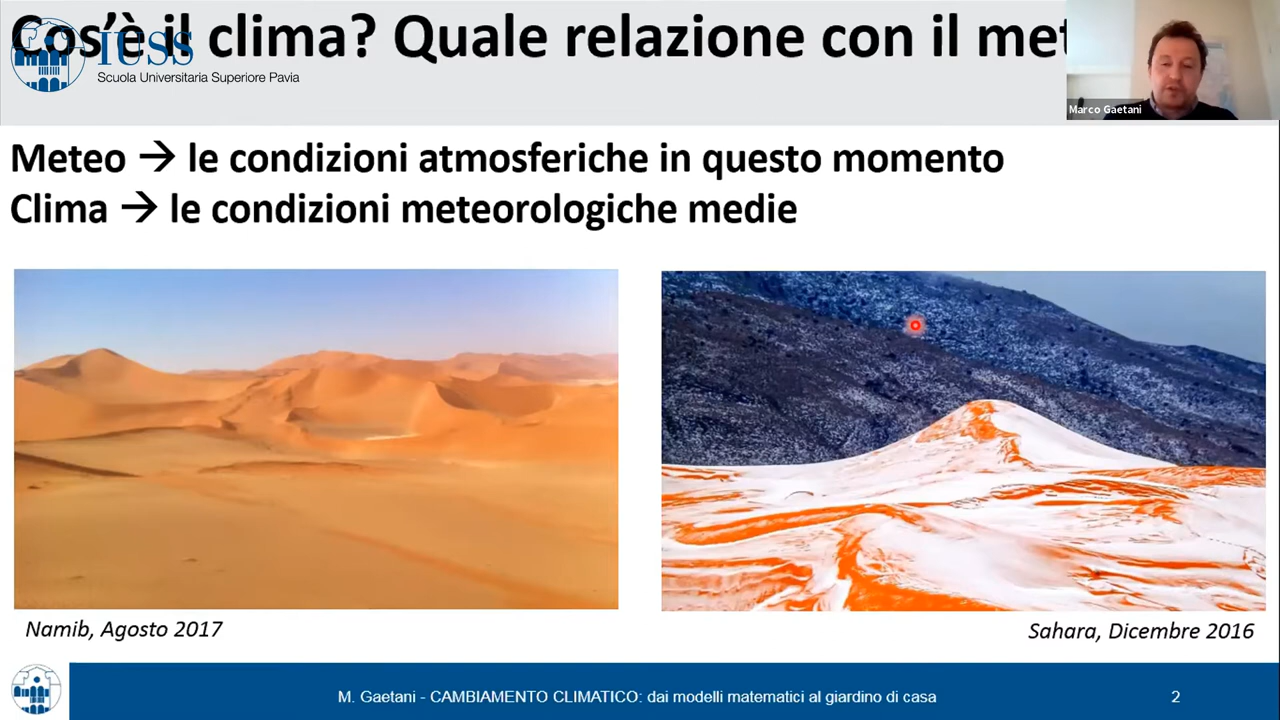 Cos'è il clima? Quale relazione con il met
IUSS
Scuola Universitaria Superiore Pavia
Marco Gaetani
Meteo → le condizioni atmosferiche in questo momento
Clima → le condizioni meteorologiche medie
Namib, Agosto 2017
Sahara, Dicembre 2016
M. Gaetani - CAMBIAMENTO CLIMATICO: dai modelli matematici al giardino di casa
2